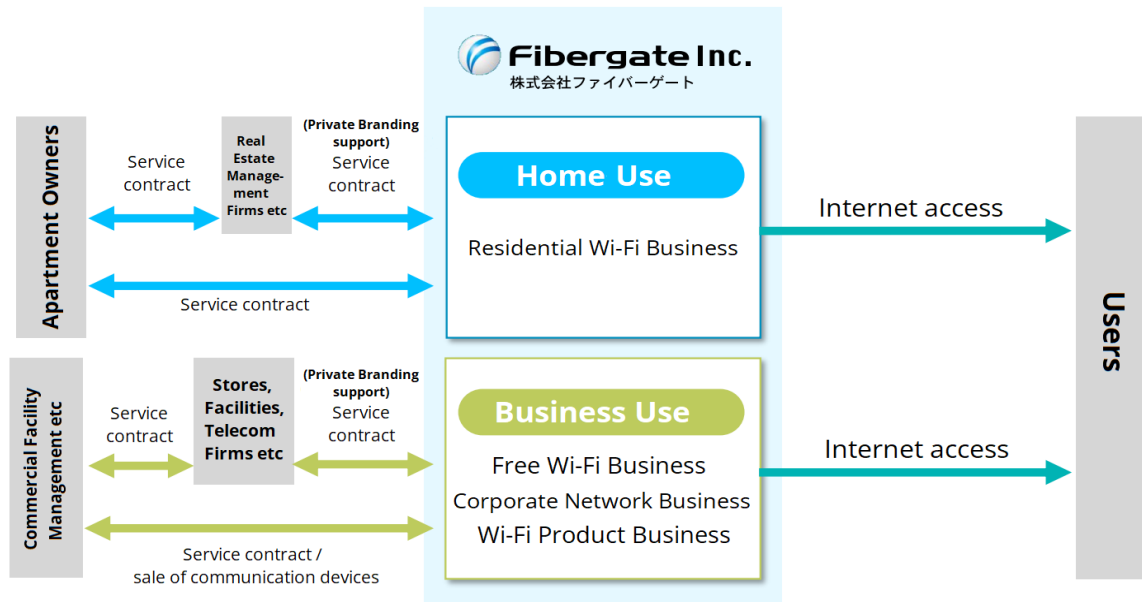 Fibergate Inc.
株式会社ファイバーゲート
Apartment Owners
Service
contract
Real
Estate
Manage-
ment
Firms etc
(Private Branding
support)
Service
contract
Service contract
Home Use
Residential Wi-Fi Business
Internet access
Users
Commercial Facility
Management etc
Service
contract
Stores,
Facilities,
Telecom
Firms etc
(Private Branding
support)
Service
contract
Service contract /
sale of communication devices
Business Use
Free Wi-Fi Business
Corporate Network Business
Wi-Fi Product Business
Internet access